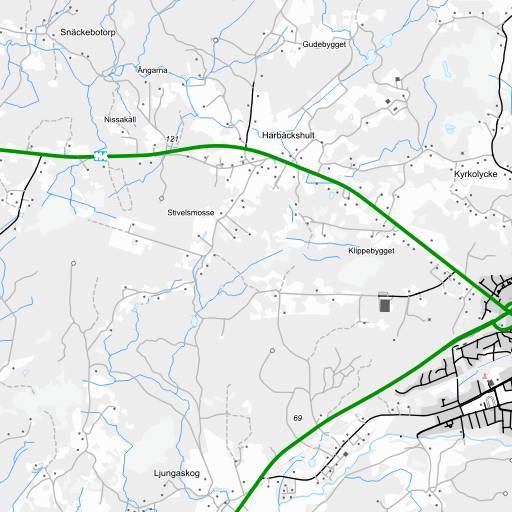 Snäckebotorp
Gudebygget
Ängarna
Nissakäll
121
Harbäckshult
Kyrkolycke
Stivelsmosse
Klippebygget
69
Ljungaskog